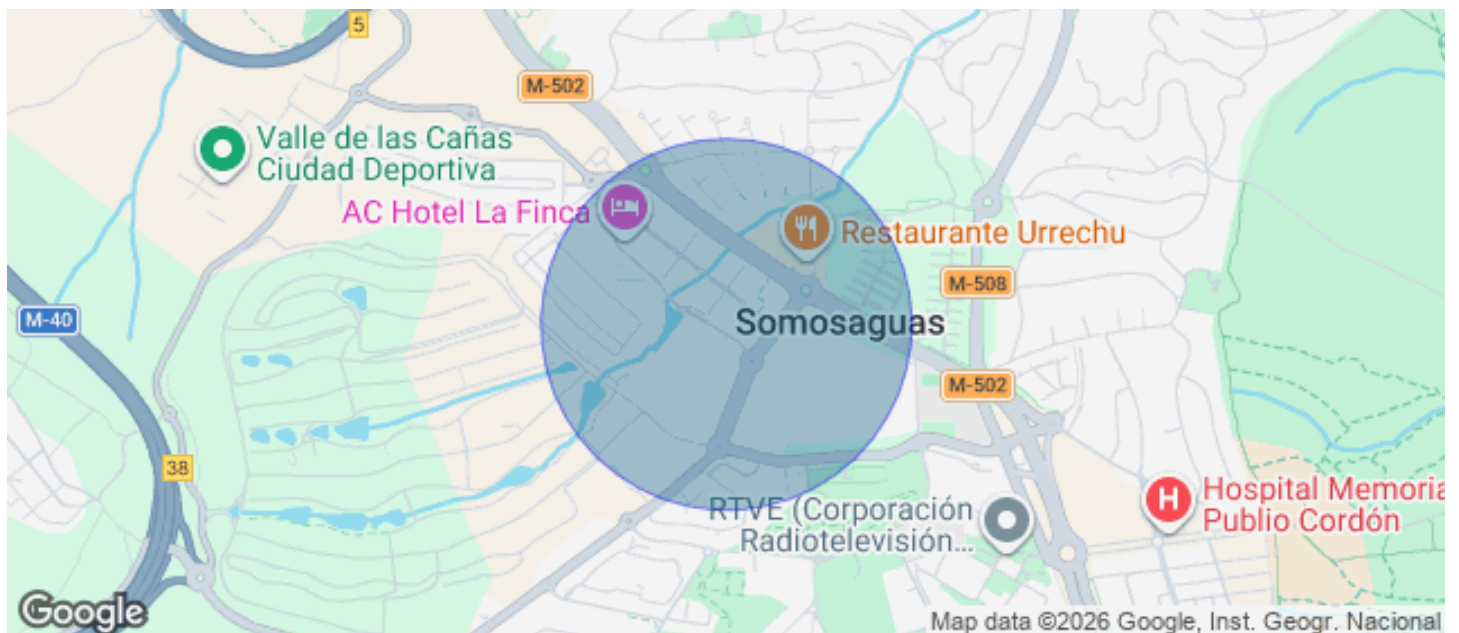 5
M-502
Valle de las Cañas
Ciudad Deportiva
AC Hotel La Finca
Restaurante Urrechu
M-508
M-40
Somosaguas
M-502
38
RTVE (Corporación
Radiotelevisión...
H
Hospital Memoria
Publio Cordón
Google
Map data ©2026 Google, Inst. Geogr. Nacional